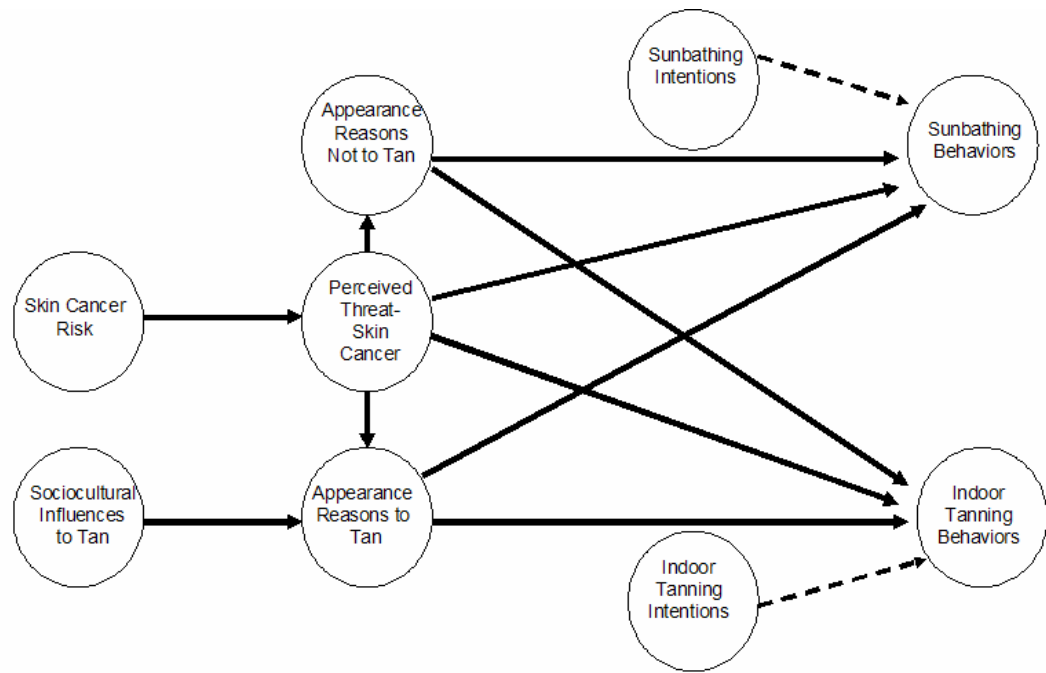 Sunbathing
Intentions
Appearance
Reasons
Not to Tan
Sunbathing
Behaviors
Skin Cancer
Risk
Perceived
Threat-
Skin
Cancer
Sociocultural
Influences
to Tan
Appearance
Reasons to
Tan
Indoor
Tanning
Behaviors
Indoor
Tanning
Intentions